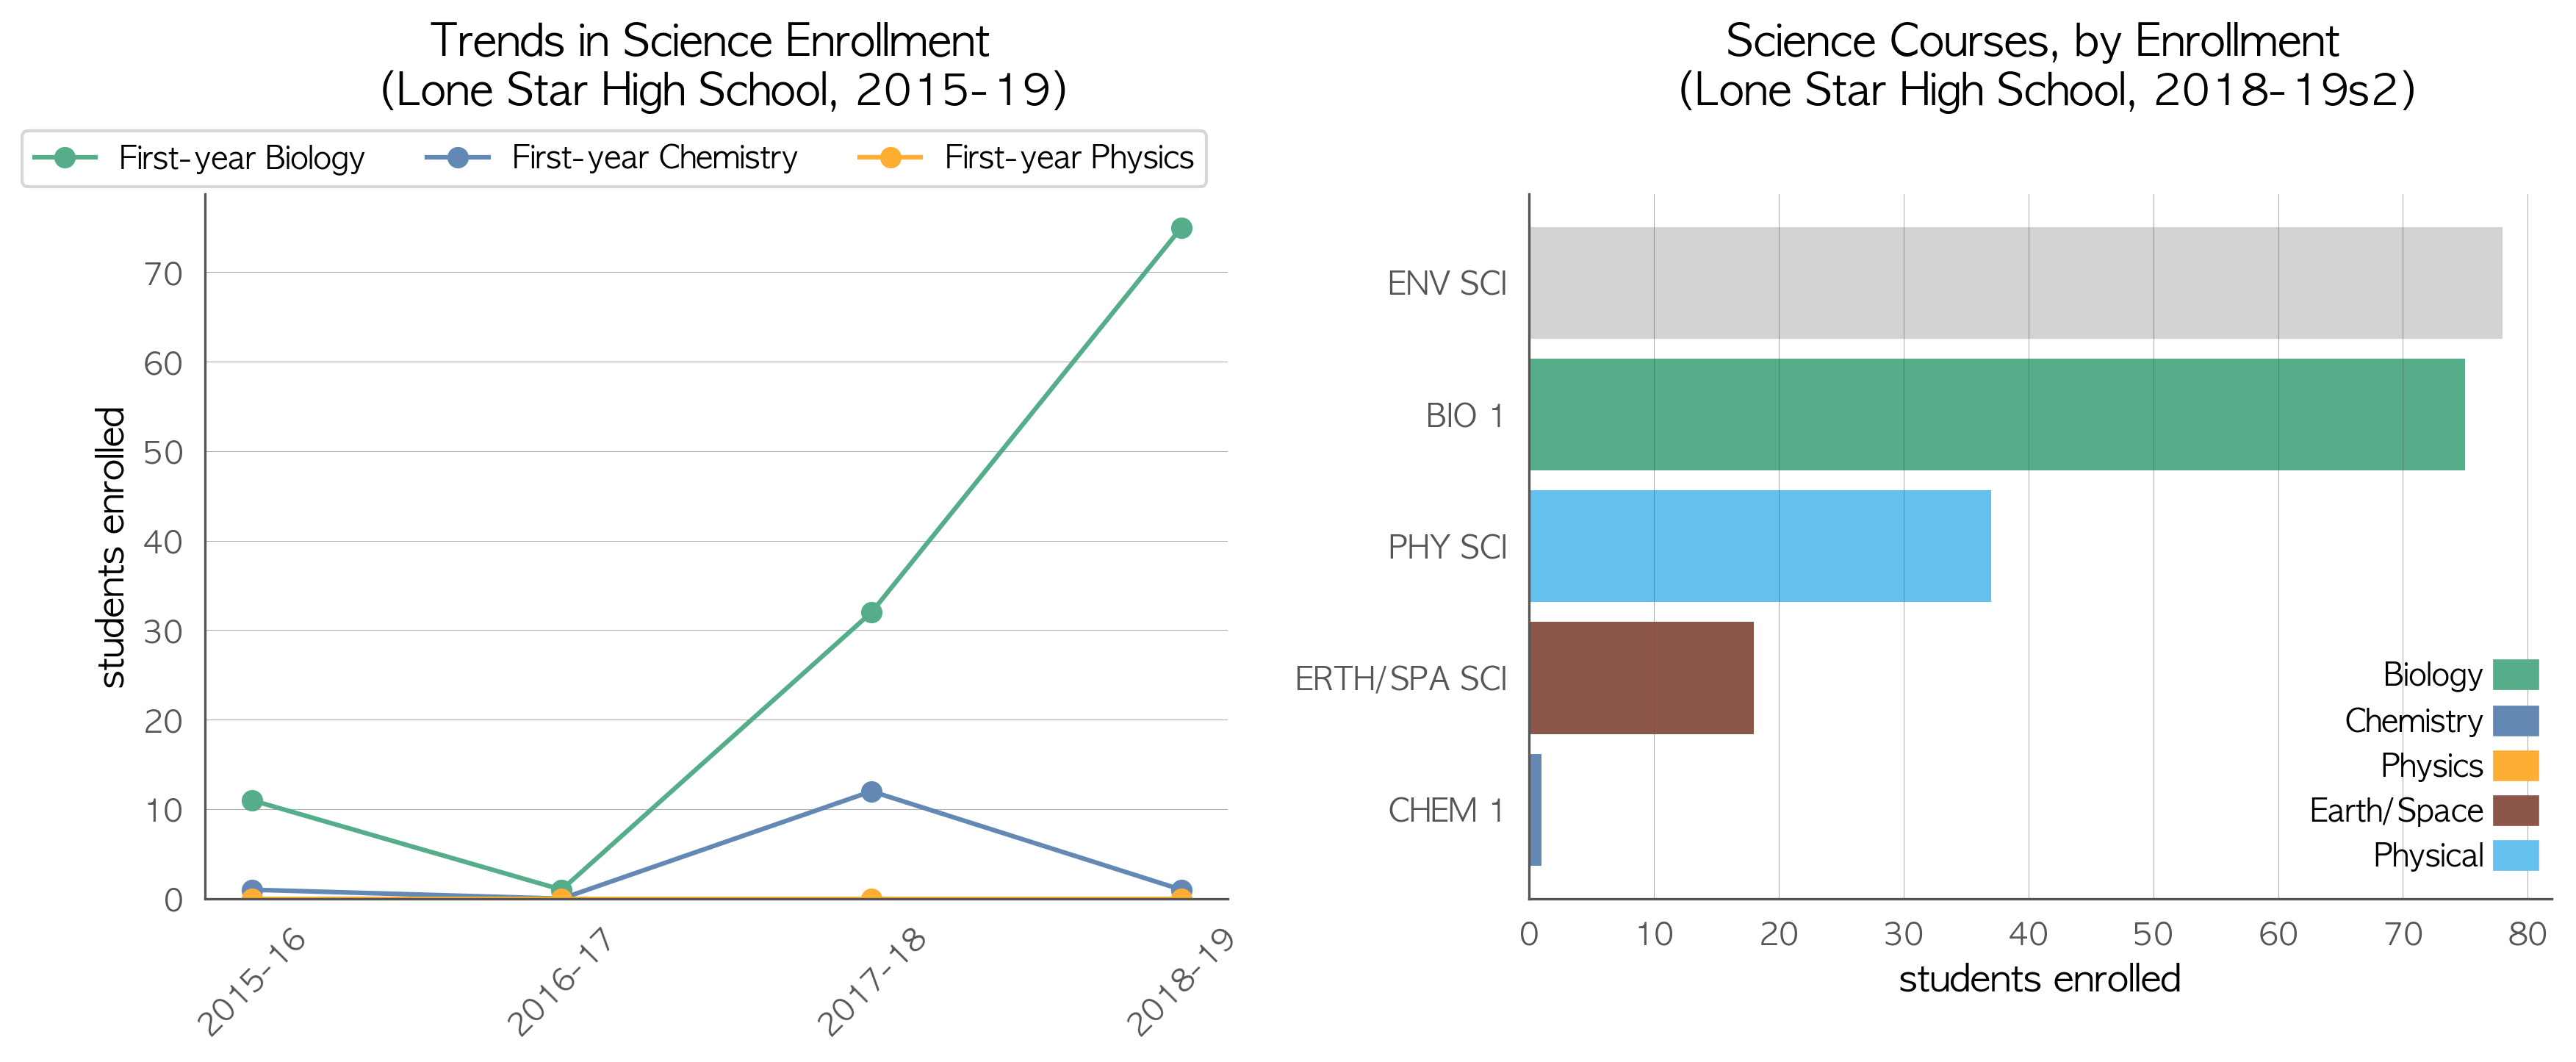 Trends in Science Enrollment
(Lone Star High School, 2015-19)
First-year Biology
First-year Chemistry
First-year Physics
students enrolled
70
60
50
40
30
20
10
0
2015-16
2016-17
2017-18
2018-19
Science Courses, by Enrollment
(Lone Star High School, 2018-19s2)
ENV SCI
BIO 1
PHY SCI
ERTH/SPA SCI
CHEM 1
Biology
Chemistry
Physics
Earth/Space
Physical
0
10
20
30
40
50
60
70
80
students enrolled